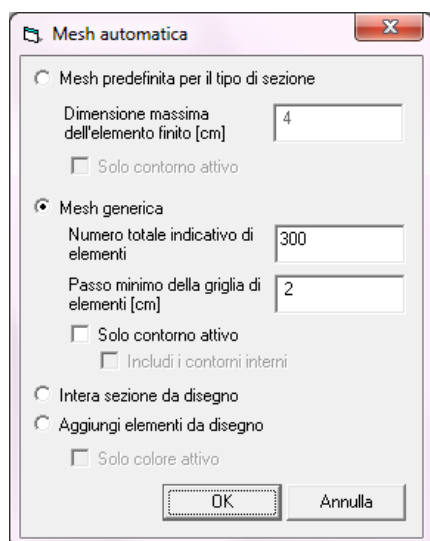 Mesh automatica
Mesh predefinita per il tipo di sezione
Dimensione massima
dell'elemento finito [cm]
4
Solo contorno attivo
Mesh generica
Numero totale indicativo di
elementi
300
Passo minimo della griglia di
elementi [cm]
2
Solo contorno attivo
Includi i contorni interni
Intera sezione da disegno
Aggiungi elementi da disegno
Solo colore attivo
OK Annulla